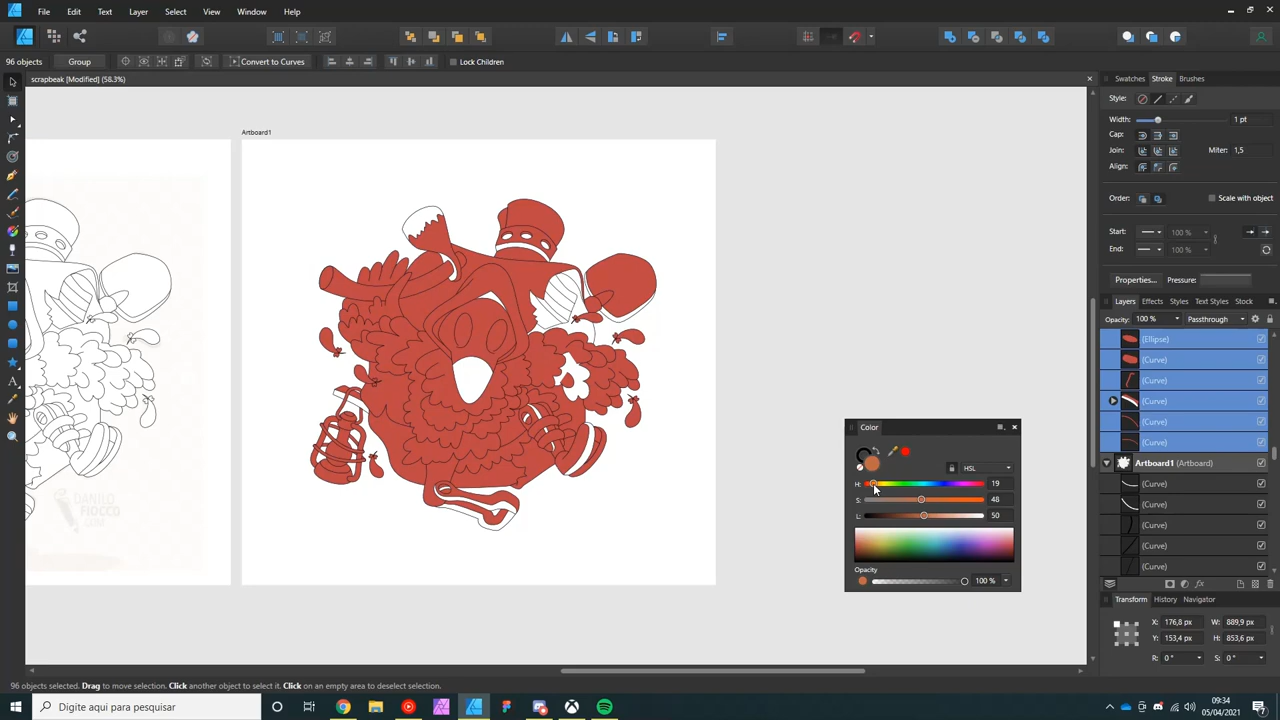 File Edit Text Layer Select View Window Help
96 objects Group Convert to Curves Lock Children
scrapbeak [Modified] (58.3%)
Swatches Stroke Brushes
Style:
Width: 1 pt
Cap:
Join: Miter: 1,5
Align:
Order: Scale with object
Start: 100 %
End: 100 %
Properties... Pressure:
Layers Effects Styles Text Styles Stock
Opacity: 100 % Passthrough
(Ellipse)
(Curve)
(Curve)
(Curve)
(Curve)
(Curve)
Artboard1 (Artboard)
(Curve)
(Curve)
(Curve)
(Curve)
(Curve)
Transform History Navigator
X: 176,8 px W: 889,9 px
Y: 153,4 px H: 853,6 px
R: 0 ° S: 0 °
Artboard1
DANILO
FIOCCO
.COM
Color
HSL
H: 19
S: 48
L: 50
Opacity
100 %
96 objects selected. Drag to move selection. Click another object to select it. Click on an empty area to deselect selection.
Digite aqui para pesquisar
09:34
05/04/2021